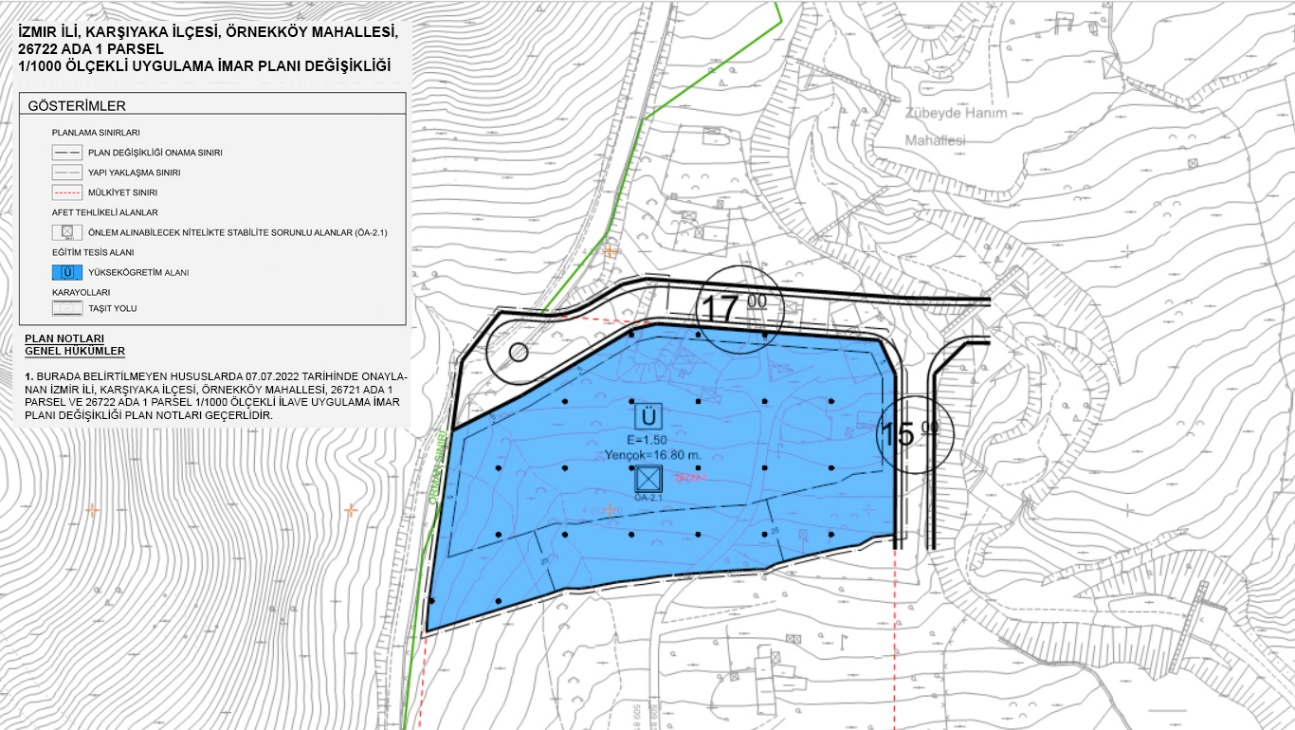 İZMİR İLİ, KARŞIYAKA İLÇESİ, ÖRNEKKÖY MAHALLESİ,
26722 ADA 1 PARSEL
1/1000 ÖLÇEKLİ UYGULAMA İMAR PLANI DEĞİŞİKLİĞİ
GÖSTERİMLER
PLANLAMA SINIRLARI
PLAN DEĞİŞİKLİĞİ ONAMA SINIRI
YAPI YAKLAŞMA SINIRI
MÜLKİYET SINIRI
AFET TEHLİKELİ ALANLAR
ÖNLEM ALINABİLECEK NİTELİKTE STABİLİTE SORUNLU ALANLAR (ÖA-2.1)
EĞİTİM TESİS ALANI
Ü YÜKSEKÖGRETİM ALANI
KARAYOLLARI
TAŞIT YOLU
PLAN NOTLARI
GENEL HÜKÜMLER
1. BURADA BELİRTİLMEYEN HUSUSLARDA 07.07.2022 TARİHİNDE ONAYLA-
NAN İZMİR İLİ, KARŞIYAKA İLÇESİ, ÖRNEKKÖY MAHALLESİ, 26721 ADA 1
PARSEL VE 26722 ADA 1 PARSEL 1/1000 ÖLÇEKLİ İLAVE UYGULAMA İMAR
PLANI DEĞİŞİKLİĞİ PLAN NOTLARI GEÇERLİDİR.
Zübeyde Hanım
Mahallesi
17 00
15 00
Ü
E=1.50
Yençok=16.80 m.
ÖA-2.1
ORMAN SINIRI
5
25
25